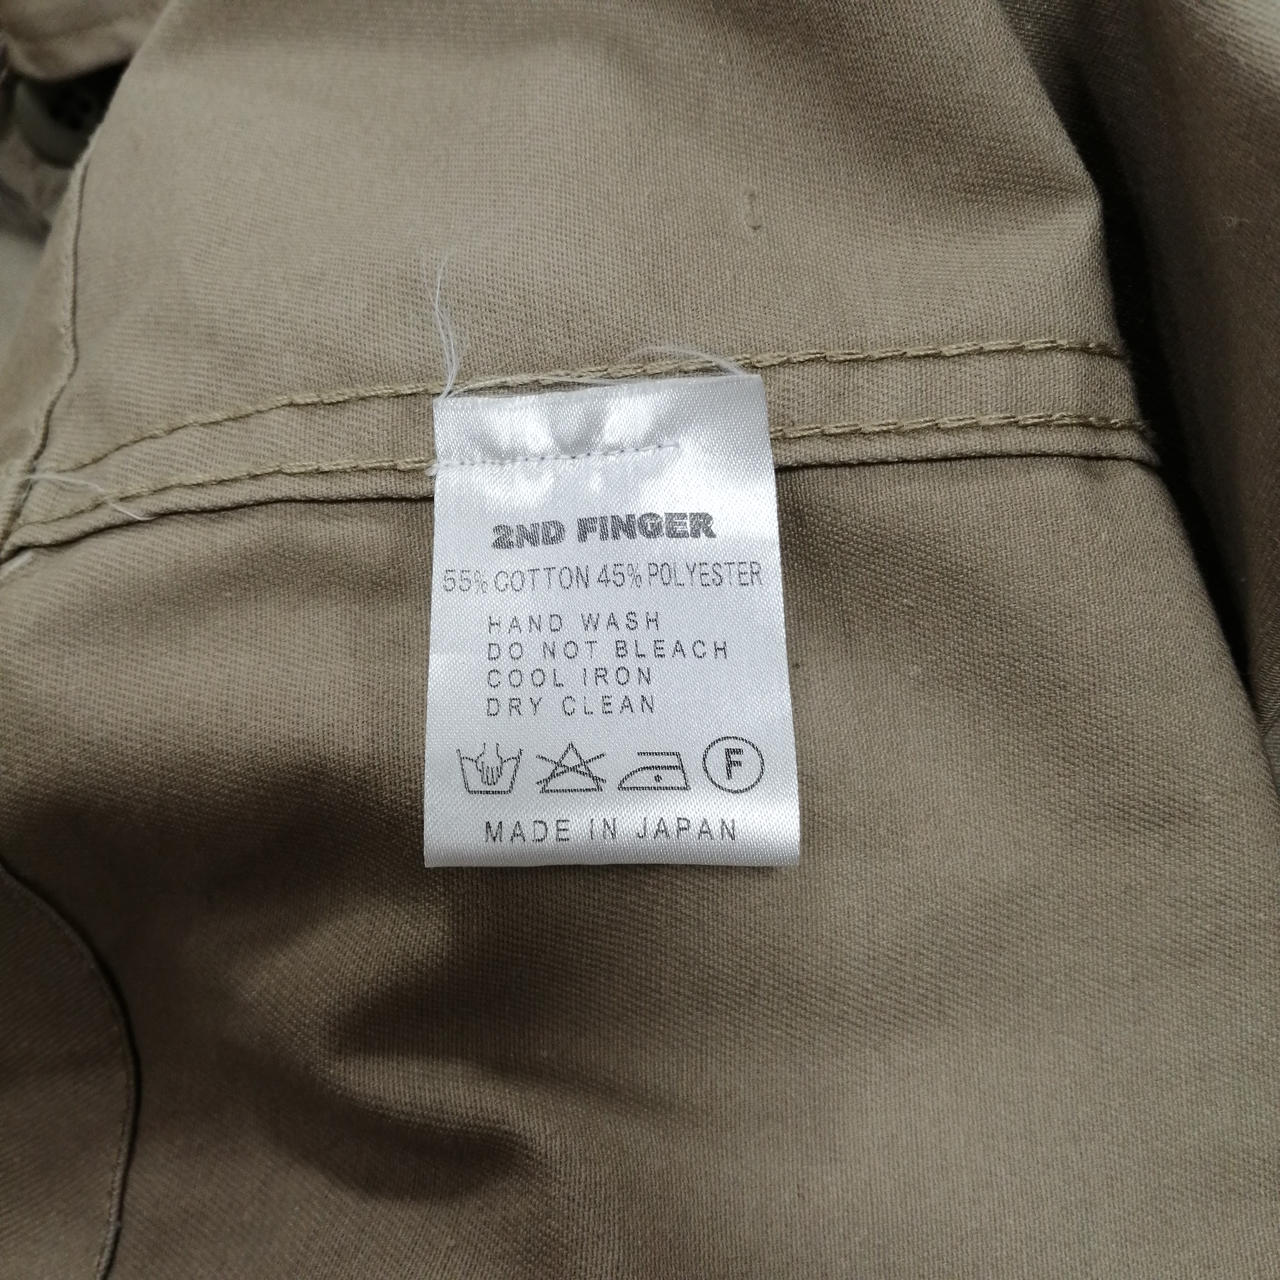 2ND FINGER
55% COTTON 45% POLYESTER
HAND WASH
DO NOT BLEACH
COOL IRON
DRY CLEAN
F
MADE IN JAPAN